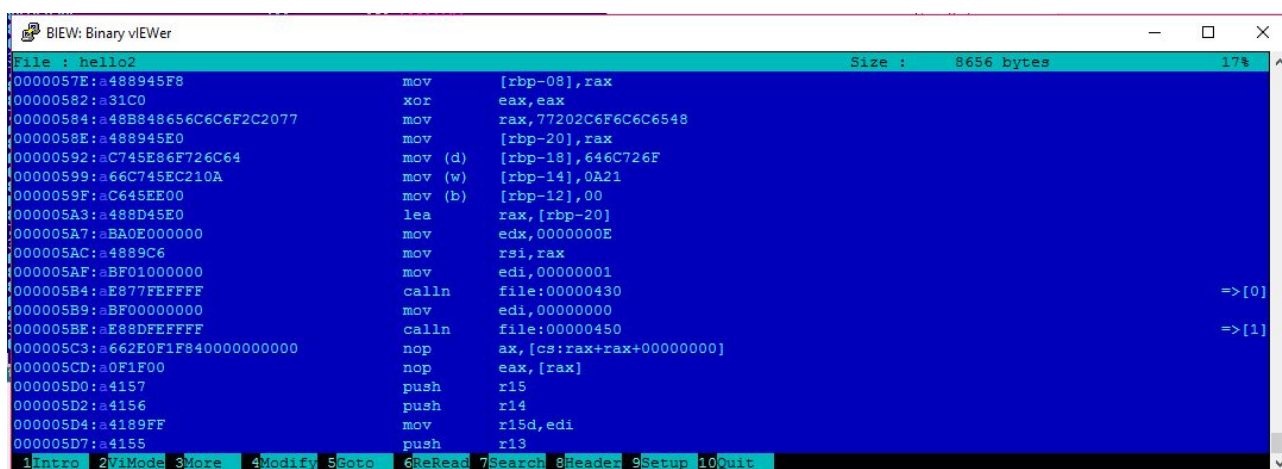 BIEW: Binary vIEWer
File : hello2 Size : 8656 bytes 17%
0000057E:a488945F8 mov [rbp-08],rax
00000582:a31C0 xor eax,eax
00000584:a48B848656C6C6F2C2077 mov rax,77202C6F6C6C6548
0000058E:a488945E0 mov [rbp-20],rax
00000592:aC745E86F726C64 mov (d) [rbp-18],646C726F
00000599:a66C745EC210A mov (w) [rbp-14],0A21
0000059F:aC645EE00 mov (b) [rbp-12],00
000005A3:a488D45E0 lea rax,[rbp-20]
000005A7:aBA0E000000 mov edx,0000000E
000005AC:a4889C6 mov rsi,rax
000005AF:aBF01000000 mov edi,00000001
000005B4:aE877FEFFFF calln file:00000430 =>[0]
000005B9:aBF00000000 mov edi,00000000
000005BE:aE88DFEFFFF calln file:00000450 =>[1]
000005C3:a662E0F1F840000000000 nop ax,[cs:rax+rax+00000000]
000005CD:a0F1F00 nop eax,[rax]
000005D0:a4157 push r15
000005D2:a4156 push r14
000005D4:a4189FF mov r15d,edi
000005D7:a4155 push r13
1Intro 2ViMode 3More 4Modify 5Goto 6ReRead 7Search 8Header 9Setup 10Quit